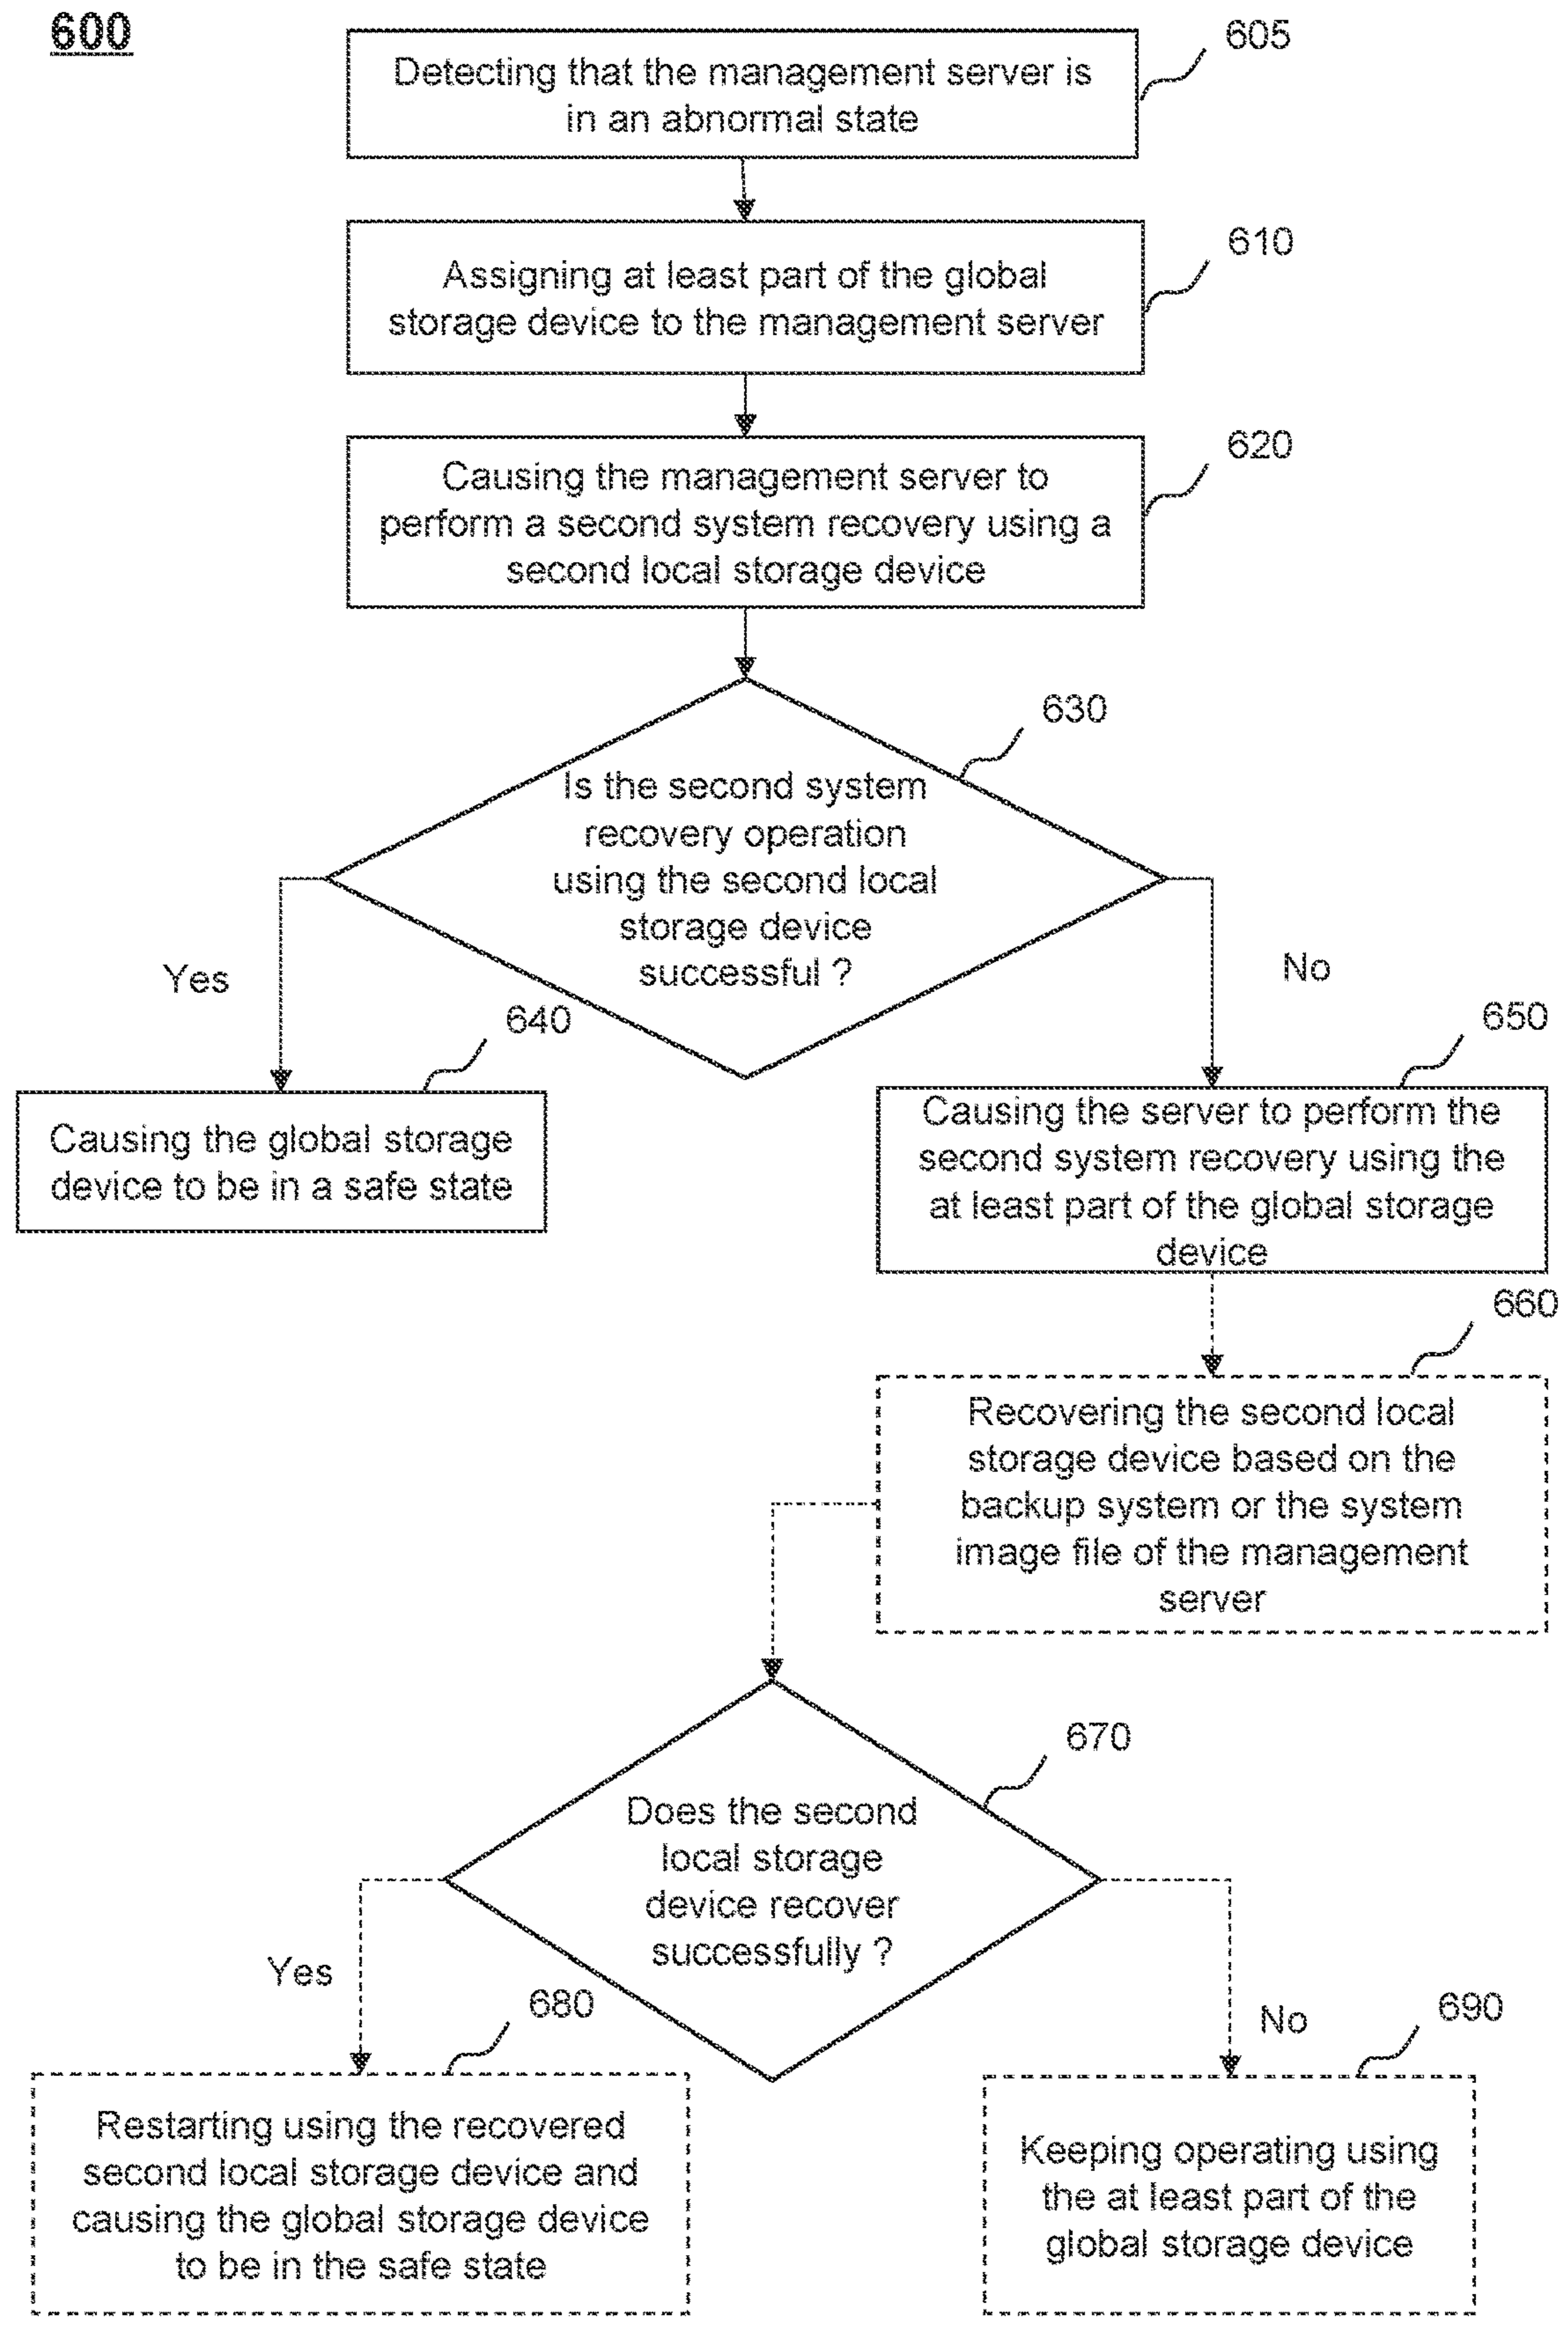 600
605
Detecting that the management server is
in an abnormal state
610
Assigning at least part of the global
storage device to the management server
620
Causing the management server to
perform a second system recovery using a
second local storage device
630
Is the second system
recovery operation
using the second local
storage device
successful ?
Yes
No
640
Causing the global storage
device to be in a safe state
650
Causing the server to perform the
second system recovery using the
at least part of the global storage
device
660
Recovering the second local
storage device based on the
backup system or the system
image file of the management
server
670
Does the second
local storage
device recover
successfully ?
Yes
No
680
Restarting using the recovered
second local storage device and
causing the global storage device
to be in the safe state
690
Keeping operating using
the at least part of the
global storage device